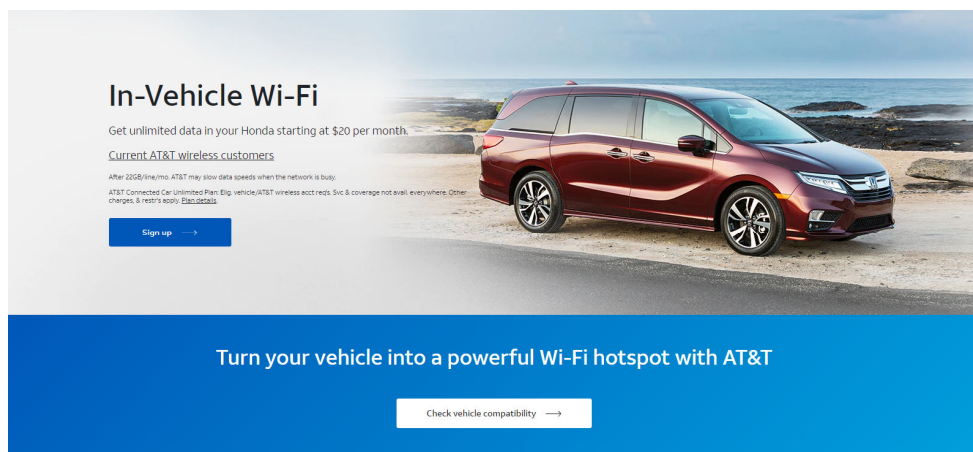 In-Vehicle Wi-Fi
Get unlimited data in your Honda starting at $20 per month.
Current AT&T wireless customers
After 22GB/line/mo. AT&T may slow data speeds when the network is busy.
AT&T Connected Car Unlimited Plan: Elig. vehicle/AT&T wireless acct req's. Svc & coverage not avail. everywhere. Other
charges, & restr's apply. Plan details.
Sign up
Turn your vehicle into a powerful Wi-Fi hotspot with AT&T
Check vehicle compatibility